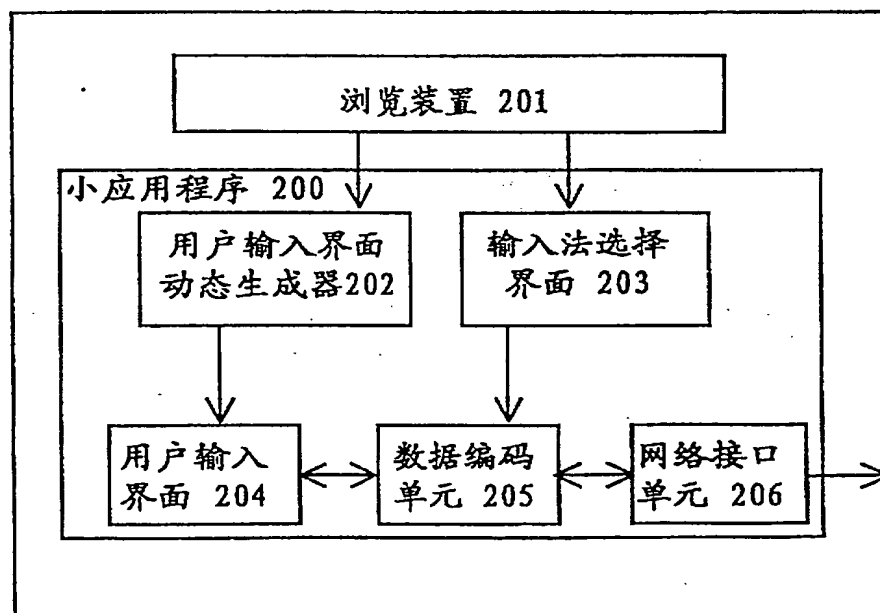 浏览装置 201
小应用程序 200
用户输入界面
动态生成器202
输入法选择
界面 203
用户输入
界面 204
数据编码
单元 205
网络接口
单元 206